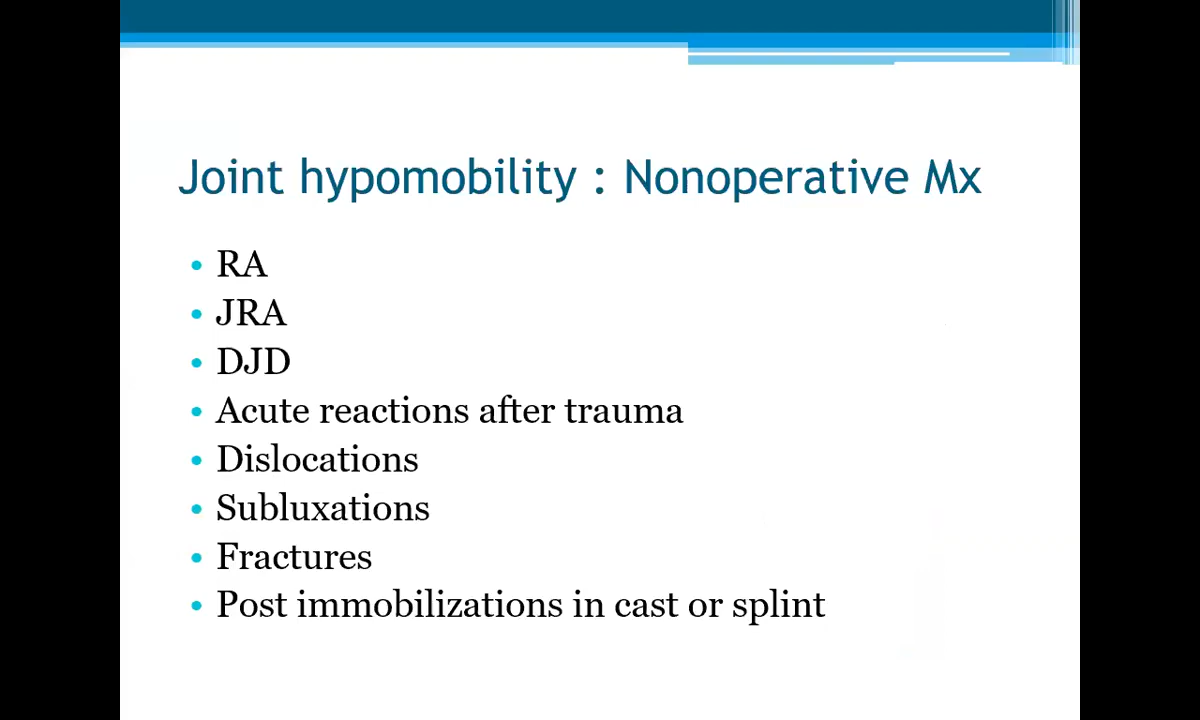 Joint hypomobility : Nonoperative Mx
• RA
• JRA
• DJD
• Acute reactions after trauma
• Dislocations
• Subluxations
• Fractures
• Post immobilizations in cast or splint